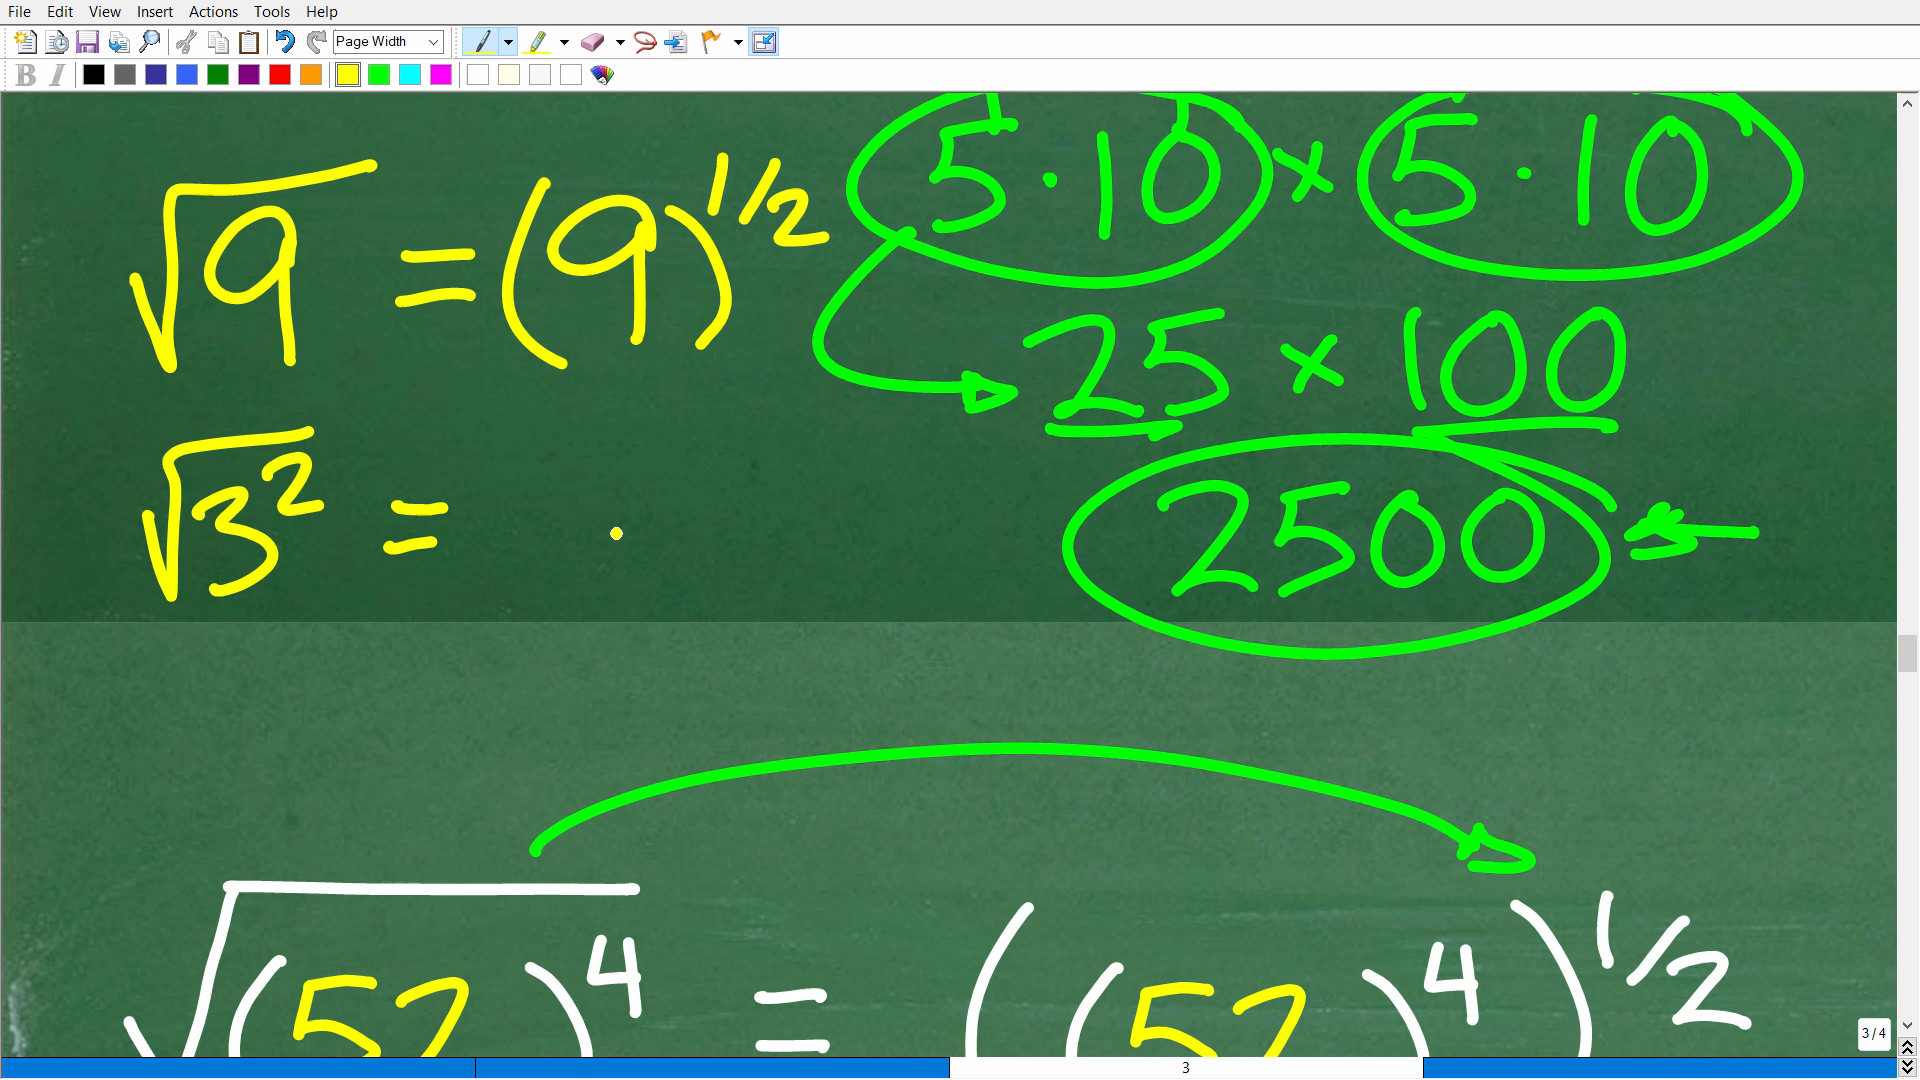 File Edit View Insert Actions Tools Help
Page Width
B I
5·10 × 5·10
√9 = (9)^1/2
25 × 100
√3² =
2500
√(52)⁴ = ((52)⁴)^1/2
3 / 4
3